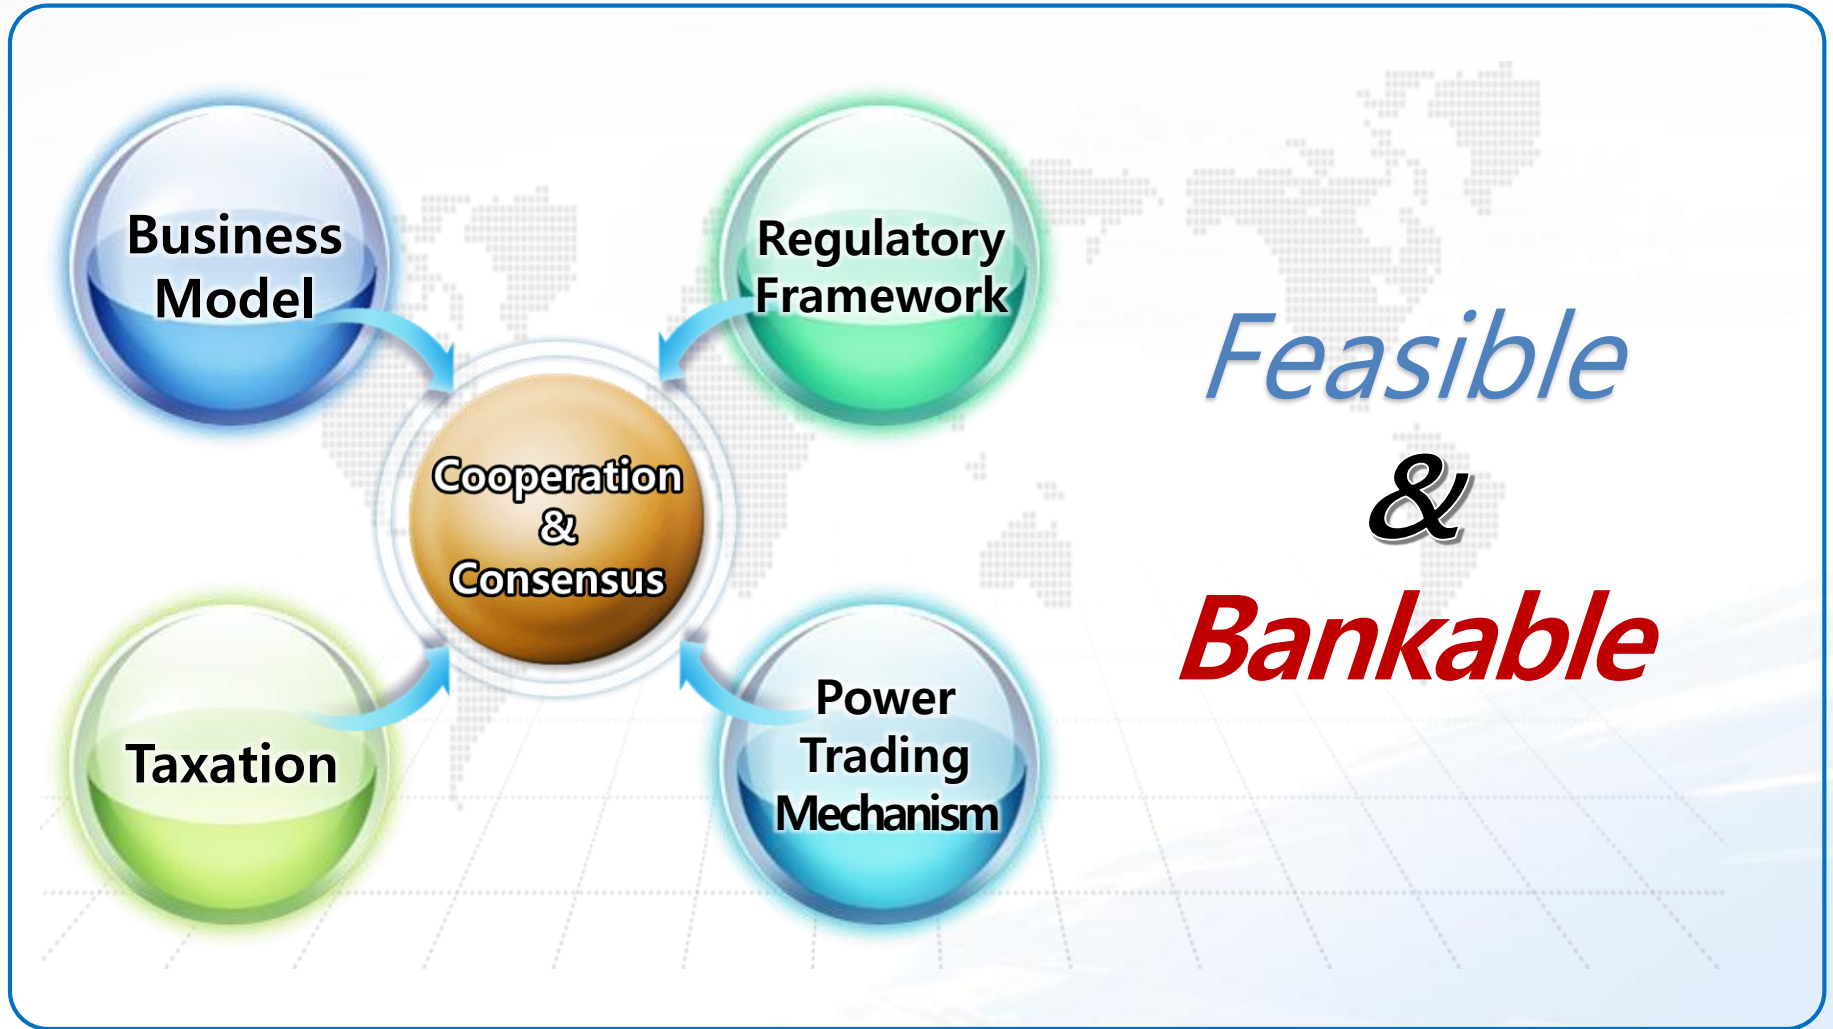 Business
Model
Regulatory
Framework
Cooperation
&
Consensus
Taxation
Power
Trading
Mechanism
Feasible
&
Bankable